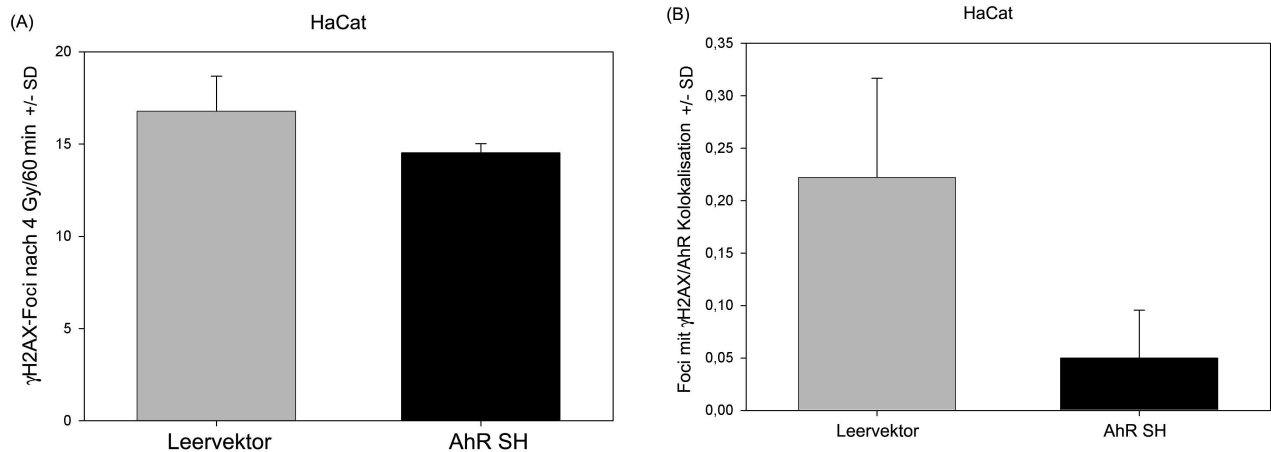 (A)
HaCat
γH2AX-Foci nach 4 Gy/60 min +/- SD
20
15
10
5
0
Leervektor
AhR SH
(B)
HaCat
Foci mit γH2AX/AhR Kolokalisation +/- SD
0,35
0,30
0,25
0,20
0,15
0,10
0,05
0,00
Leervektor
AhR SH